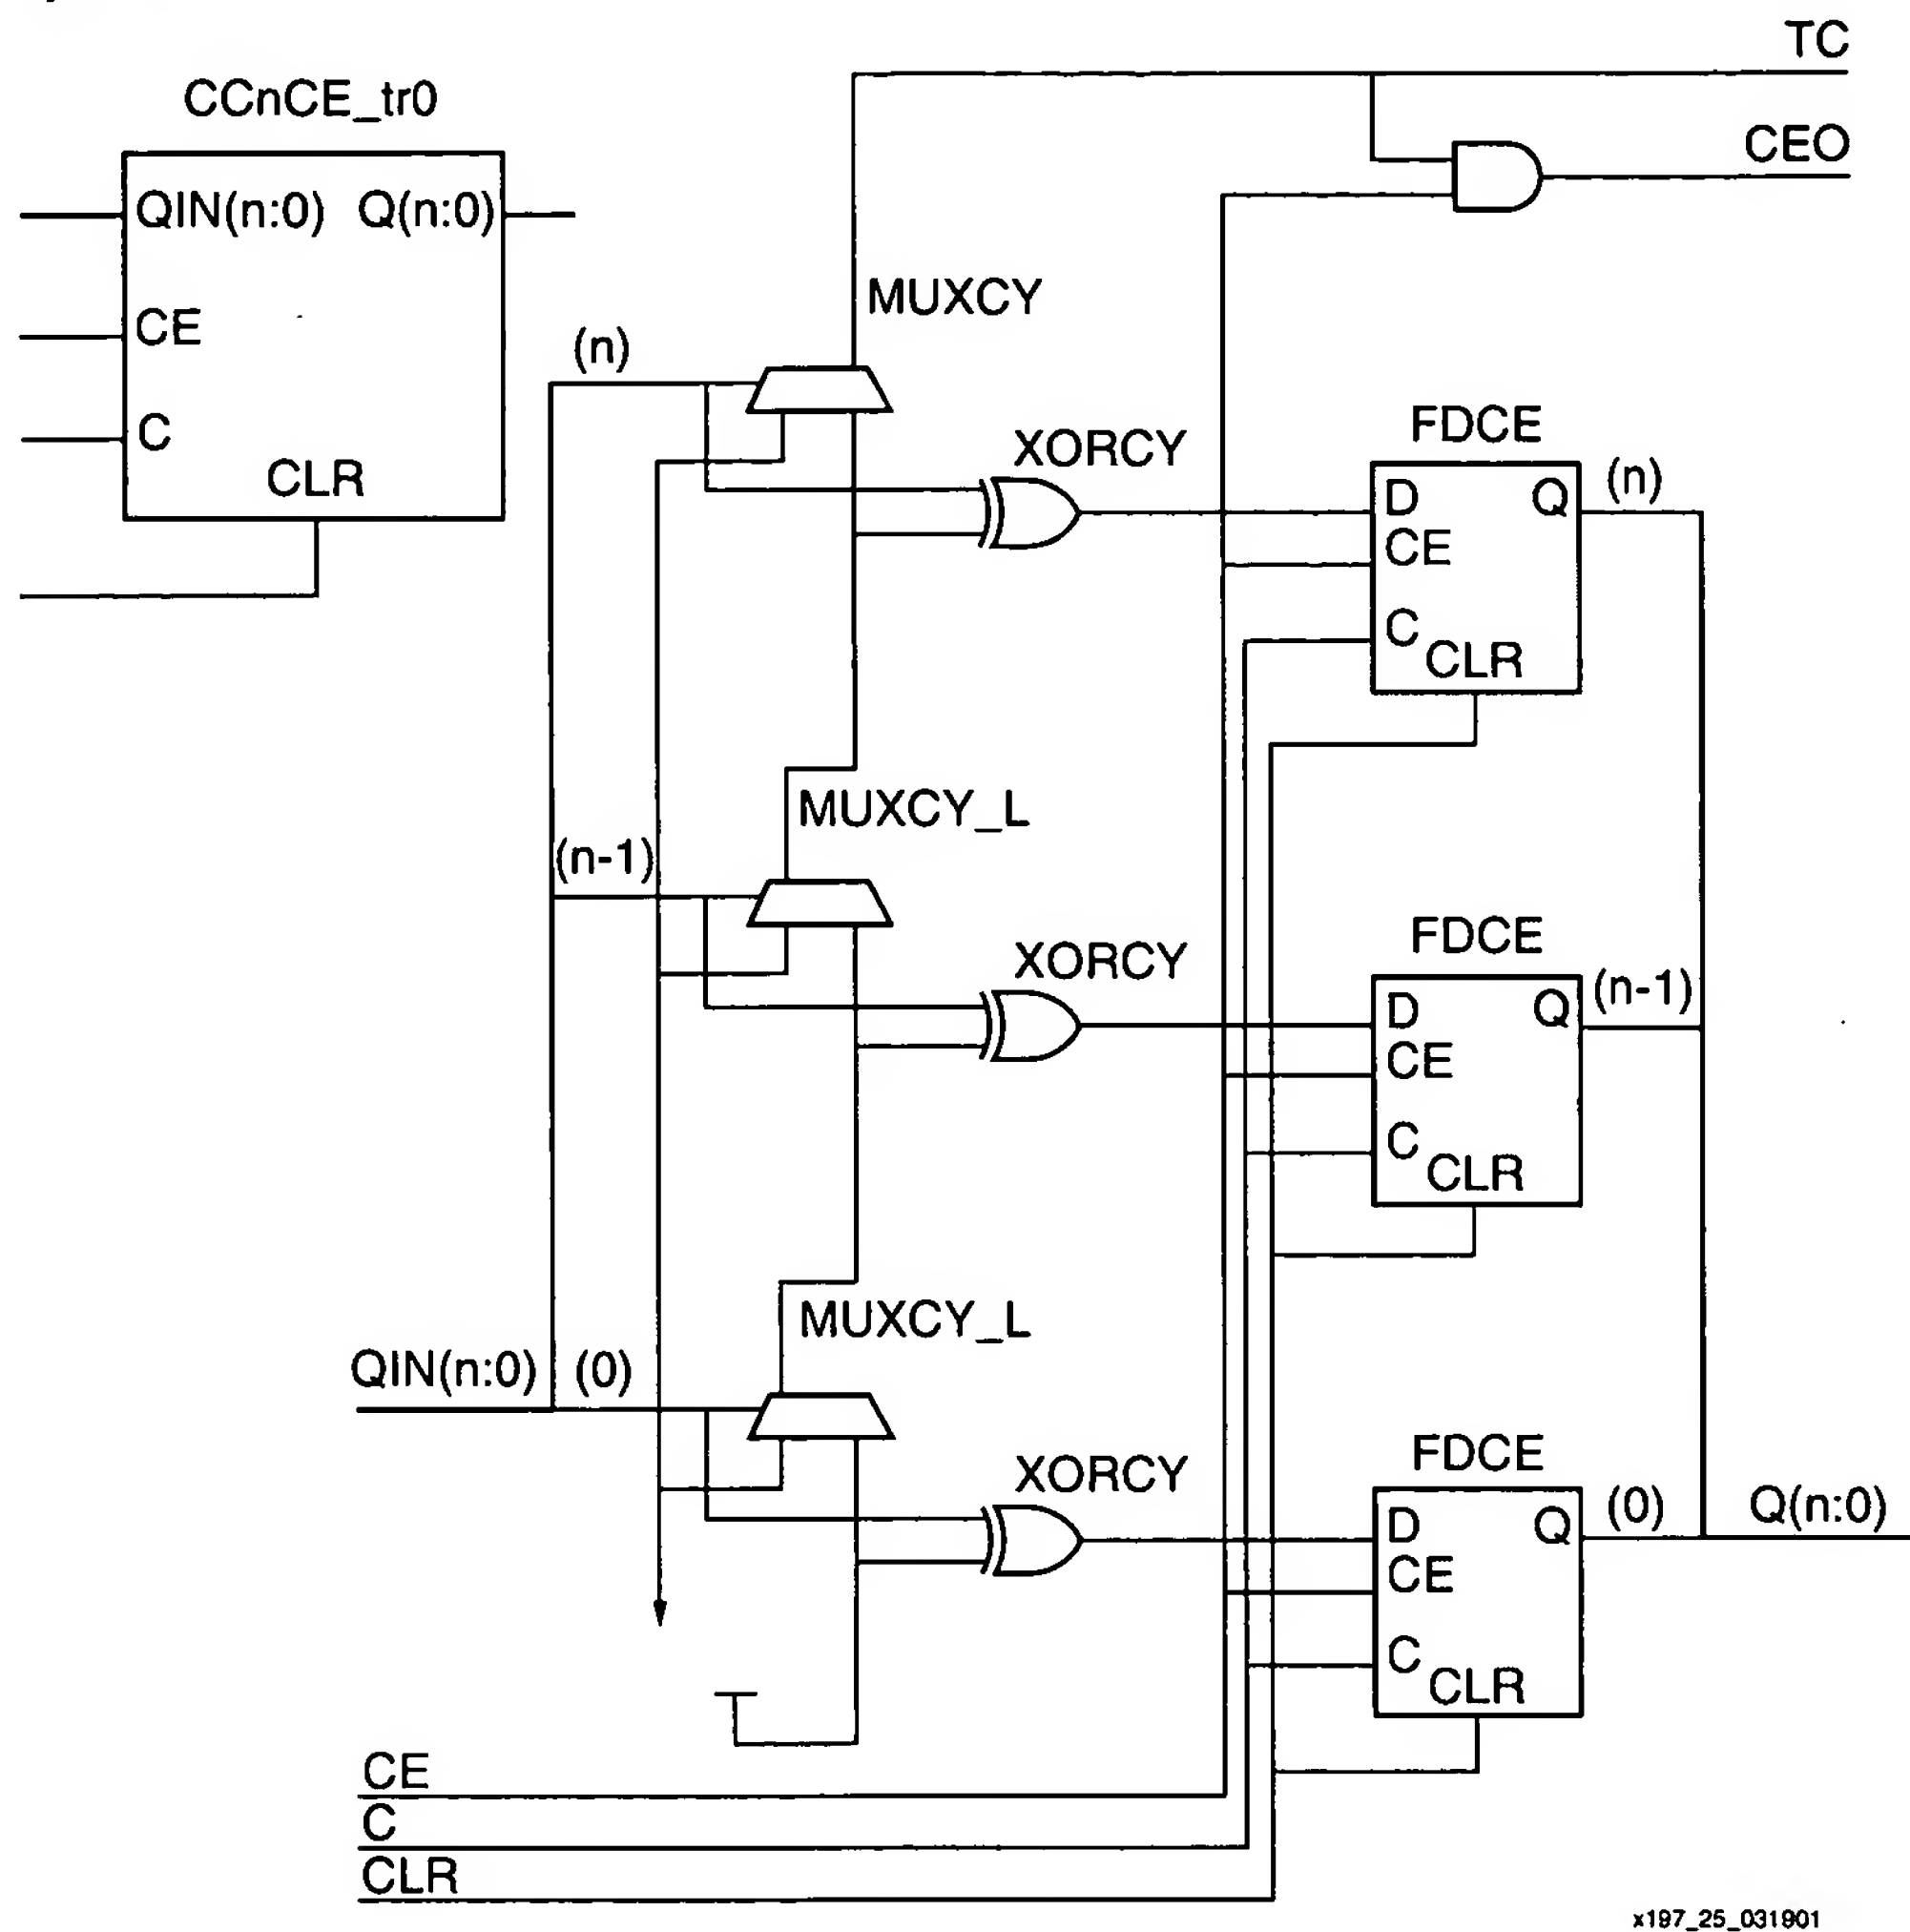 TC
CCnCE_tr0
CEO
QIN(n:0) Q(n:0)
CE
C
CLR
MUXCY
(n)
XORCY
FDCE
(n)
D Q
CE
C
CLR
MUXCY_L
(n-1)
XORCY
FDCE
(n-1)
D Q
CE
C
CLR
MUXCY_L
QIN(n:0) (0)
XORCY
FDCE
(0)
Q(n:0)
D Q
CE
C
CLR
CE
C
CLR
x197_25_031901